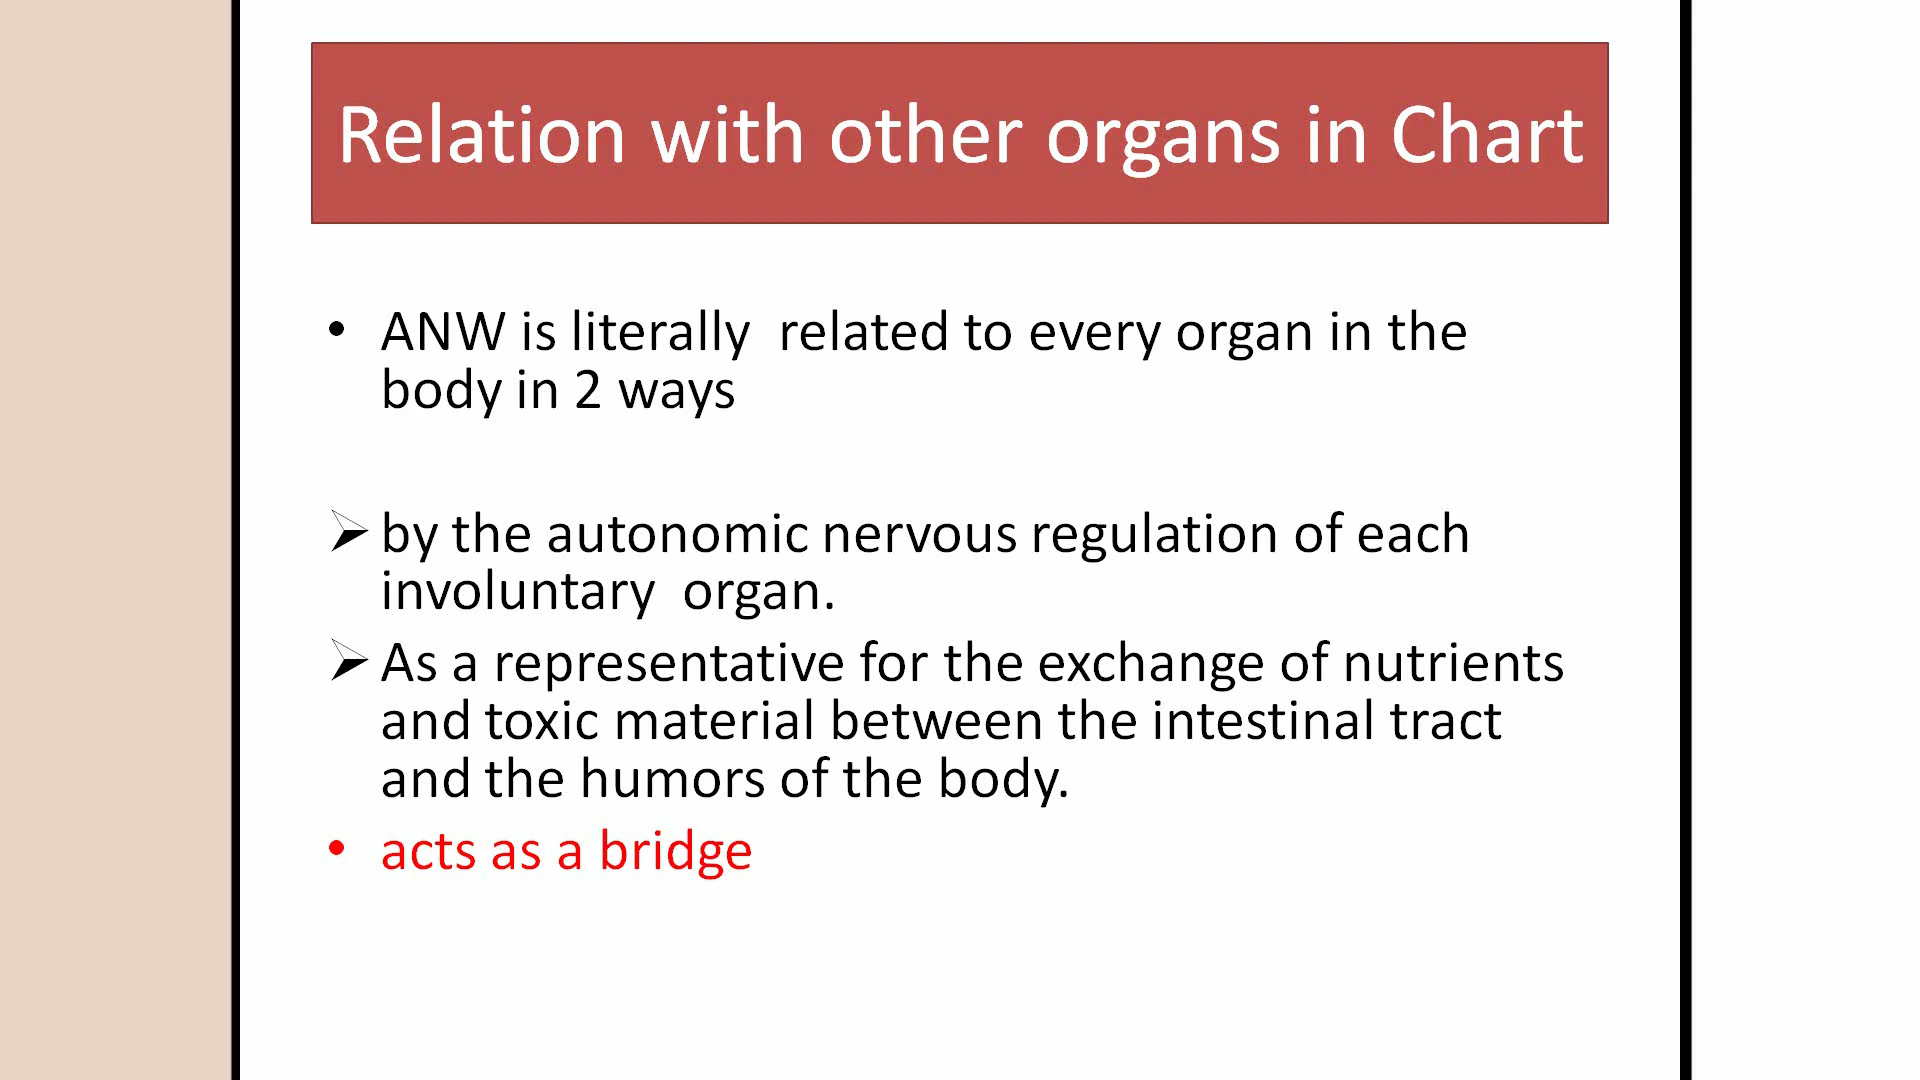 Relation with other organs in Chart
• ANW is literally  related to every organ in the
body in 2 ways
➢ by the autonomic nervous regulation of each
involuntary  organ.
➢ As a representative for the exchange of nutrients
and toxic material between the intestinal tract
and the humors of the body.
• acts as a bridge